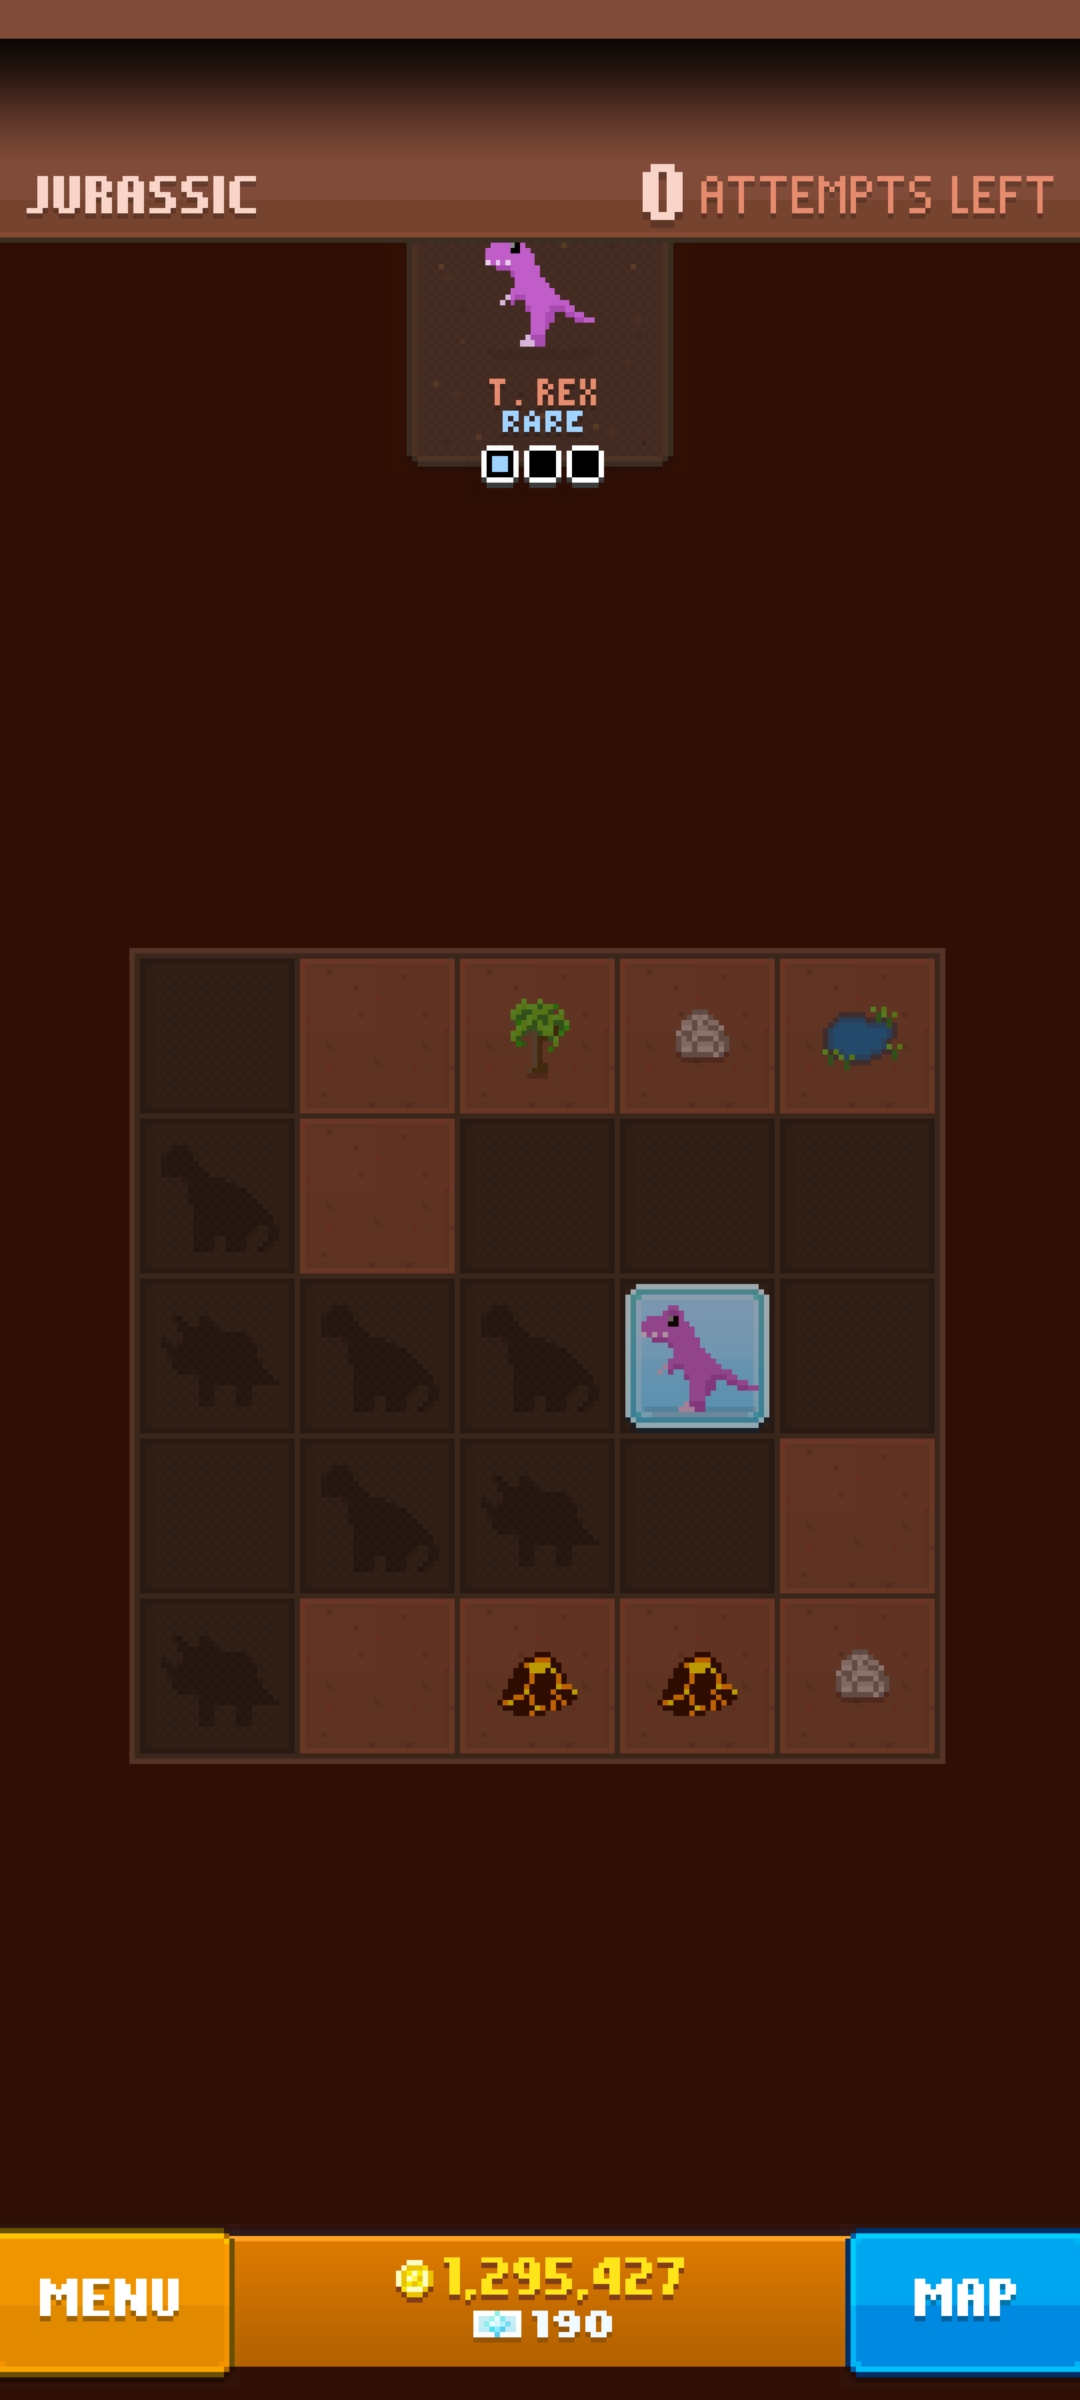 JURASSIC
0 ATTEMPTS LEFT
T. REX
RARE
MENU
1,295,427
190
MAP